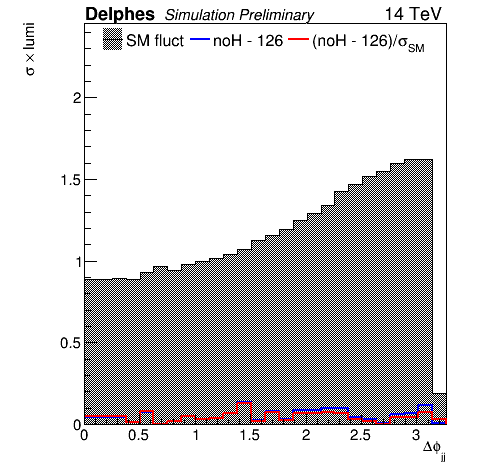 Delphes Simulation Preliminary 14 TeV
σ × lumi
SM fluct noH - 126 (noH - 126)/σSM
2
1.5
1
0.5
0
0 0.5 1 1.5 2 2.5 3
Δϕjj